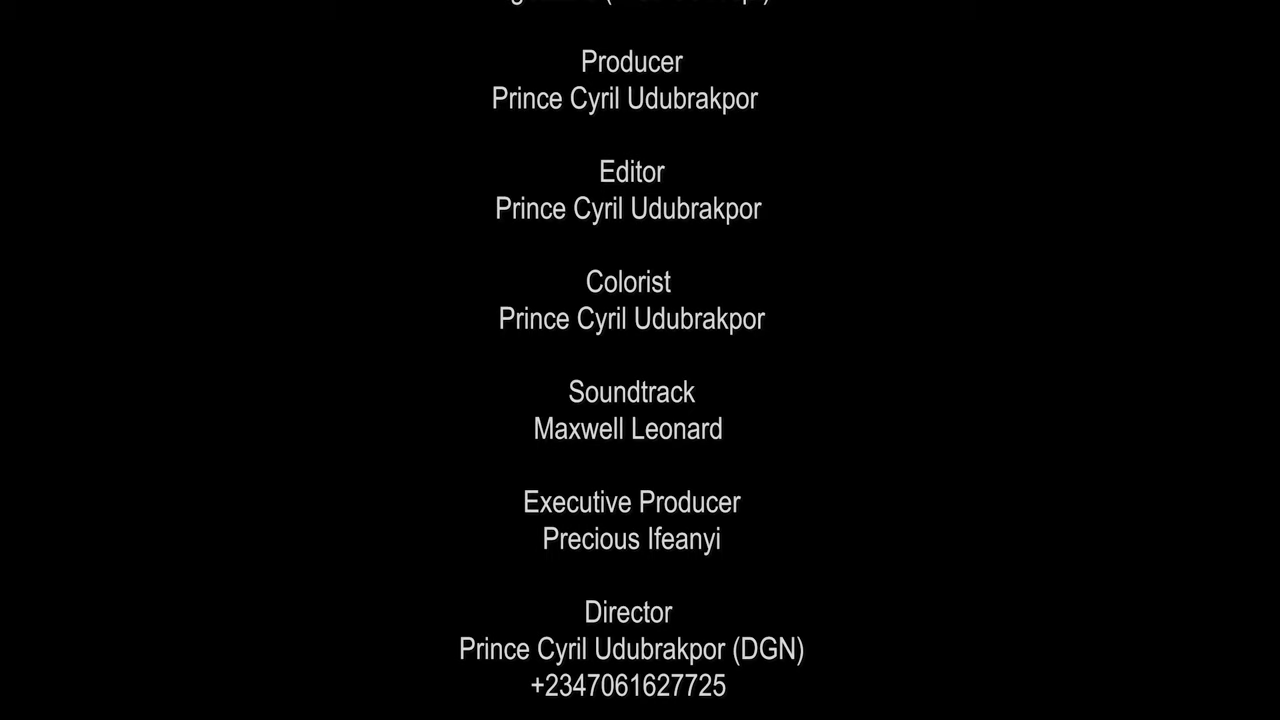 Producer
Prince Cyril Udubrakpor
Editor
Prince Cyril Udubrakpor
Colorist
Prince Cyril Udubrakpor
Soundtrack
Maxwell Leonard
Executive Producer
Precious Ifeanyi
Director
Prince Cyril Udubrakpor (DGN)
+2347061627725